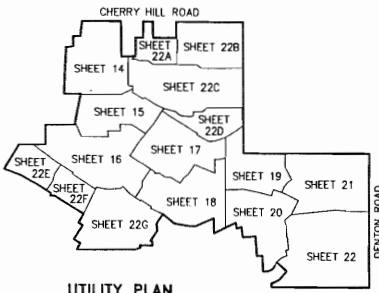 CHERRY HILL ROAD
SHEET 22A
SHEET 22B
SHEET 14
SHEET 22C
SHEET 15
SHEET 22D
SHEET 17
SHEET 16
SHEET 22E
SHEET 22F
SHEET 19
SHEET 21
SHEET 18
SHEET 20
SHEET 22G
SHEET 22
DENTON ROAD
UTILITY PLAN